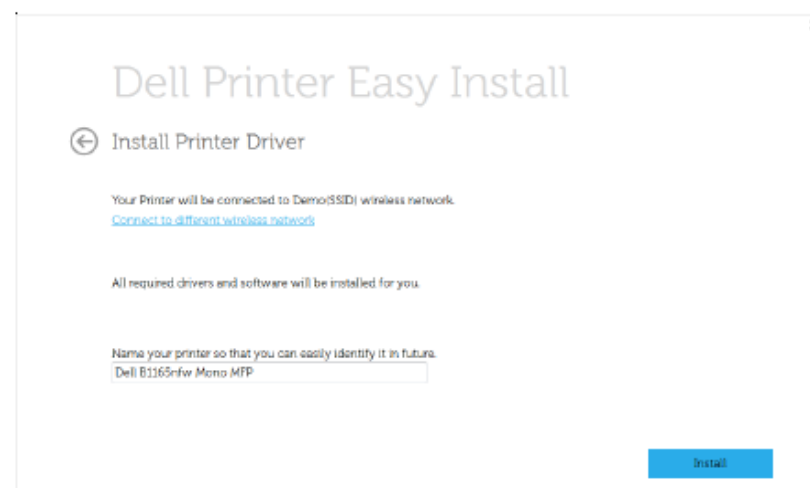 Dell Printer Easy Install
Install Printer Driver
Your Printer will be connected to Demo(SSID) wireless network.
Connect to different wireless network
All required drivers and software will be installed for you.
Name your printer so that you can easily identify it in future.
Dell B1165nfw Mono MFP
Install